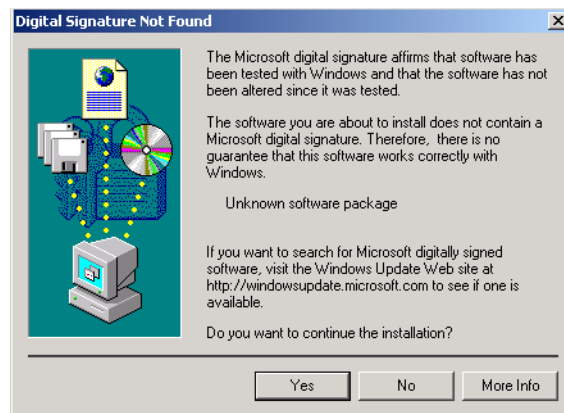 Digital Signature Not Found
The Microsoft digital signature affirms that software has
been tested with Windows and that the software has not
been altered since it was tested.
The software you are about to install does not contain a
Microsoft digital signature. Therefore, there is no
guarantee that this software works correctly with
Windows.
Unknown software package
If you want to search for Microsoft digitally signed
software, visit the Windows Update Web site at
http://windowsupdate.microsoft.com to see if one is
available.
Do you want to continue the installation?
Yes
No
More Info